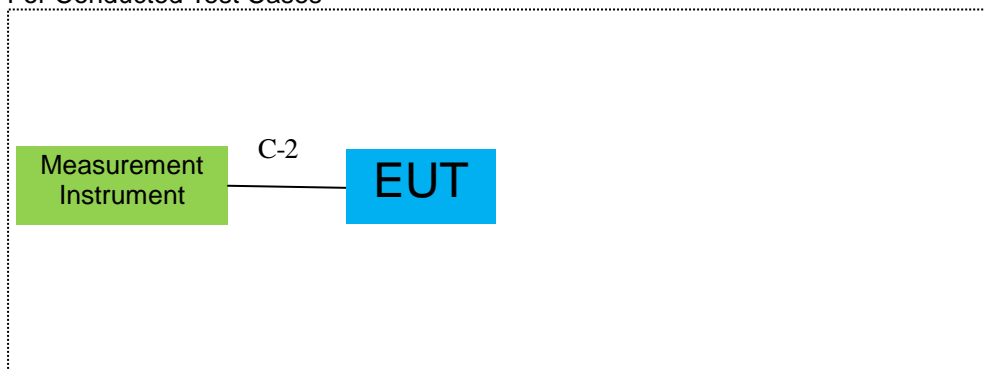 For Conducted Test Cases
C-2
Measurement
Instrument
EUT